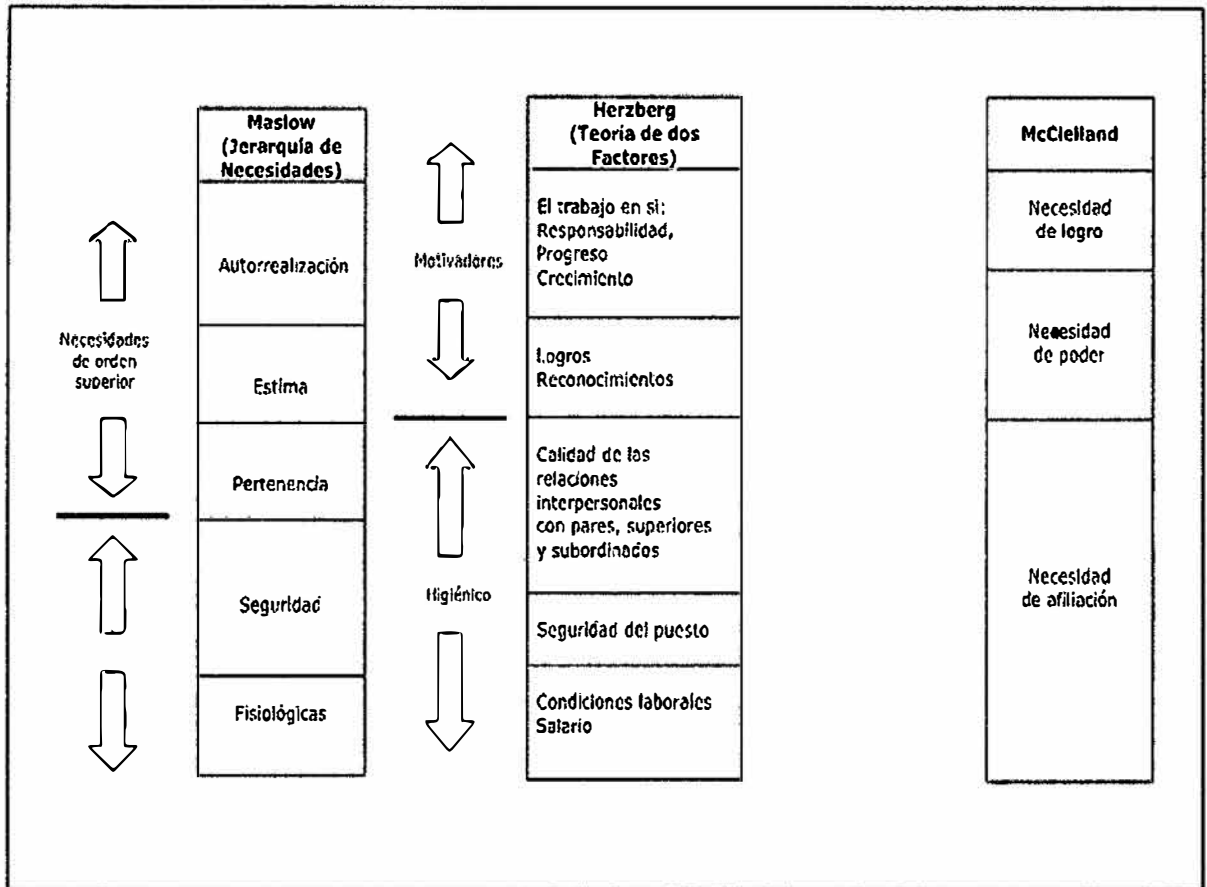 Maslow
(Jerarquía de
Necesidades)
Autorrealización
Estima
Pertenencia
Seguridad
Fisiológicas
Necesidades
de orden
superior
Motivadores
Higiénico
Herzberg
(Teoría de dos
Factores)
El trabajo en si:
Responsabilidad,
Progreso
Crecimiento
Logros
Reconocimientos
Calidad de las
relaciones
interpersonales
con pares, superiores
y subordinados
Seguridad del puesto
Condiciones laborales
Salario
McClelland
Necesidad
de logro
Necesidad
de poder
Necesidad
de afiliación